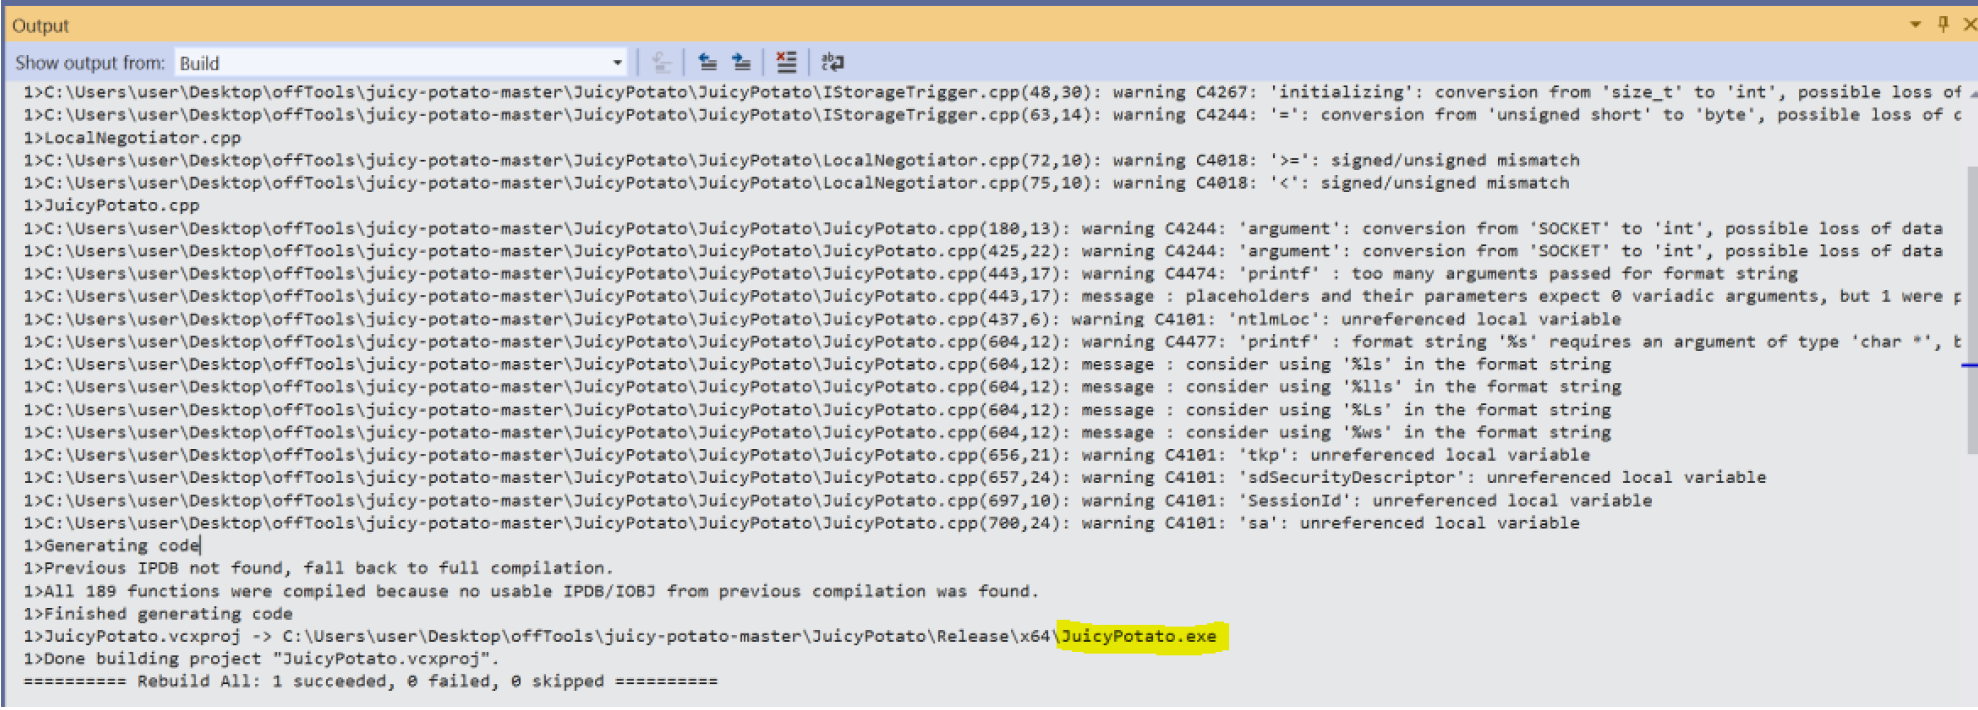 Output
Show output from: Build
1>C:\Users\user\Desktop\offTools\juicy-potato-master\JuicyPotato\JuicyPotato\IStorageTrigger.cpp(48,30): warning C4267: 'initializing': conversion from 'size_t' to 'int', possible loss of
1>C:\Users\user\Desktop\offTools\juicy-potato-master\JuicyPotato\JuicyPotato\IStorageTrigger.cpp(63,14): warning C4244: '=': conversion from 'unsigned short' to 'byte', possible loss of
1>LocalNegotiator.cpp
1>C:\Users\user\Desktop\offTools\juicy-potato-master\JuicyPotato\JuicyPotato\LocalNegotiator.cpp(72,10): warning C4018: '>=': signed/unsigned mismatch
1>C:\Users\user\Desktop\offTools\juicy-potato-master\JuicyPotato\JuicyPotato\LocalNegotiator.cpp(75,10): warning C4018: '<': signed/unsigned mismatch
1>JuicyPotato.cpp
1>C:\Users\user\Desktop\offTools\juicy-potato-master\JuicyPotato\JuicyPotato\JuicyPotato.cpp(180,13): warning C4244: 'argument': conversion from 'SOCKET' to 'int', possible loss of data
1>C:\Users\user\Desktop\offTools\juicy-potato-master\JuicyPotato\JuicyPotato\JuicyPotato.cpp(425,22): warning C4244: 'argument': conversion from 'SOCKET' to 'int', possible loss of data
1>C:\Users\user\Desktop\offTools\juicy-potato-master\JuicyPotato\JuicyPotato\JuicyPotato.cpp(443,17): warning C4474: 'printf' : too many arguments passed for format string
1>C:\Users\user\Desktop\offTools\juicy-potato-master\JuicyPotato\JuicyPotato\JuicyPotato.cpp(443,17): message : placeholders and their parameters expect 0 variadic arguments, but 1 were
1>C:\Users\user\Desktop\offTools\juicy-potato-master\JuicyPotato\JuicyPotato\JuicyPotato.cpp(437,6): warning C4101: 'ntlmLoc': unreferenced local variable
1>C:\Users\user\Desktop\offTools\juicy-potato-master\JuicyPotato\JuicyPotato\JuicyPotato.cpp(604,12): warning C4477: 'printf' : format string '%s' requires an argument of type 'char *',
1>C:\Users\user\Desktop\offTools\juicy-potato-master\JuicyPotato\JuicyPotato\JuicyPotato.cpp(604,12): message : consider using '%ls' in the format string
1>C:\Users\user\Desktop\offTools\juicy-potato-master\JuicyPotato\JuicyPotato\JuicyPotato.cpp(604,12): message : consider using '%lls' in the format string
1>C:\Users\user\Desktop\offTools\juicy-potato-master\JuicyPotato\JuicyPotato\JuicyPotato.cpp(604,12): message : consider using '%Ls' in the format string
1>C:\Users\user\Desktop\offTools\juicy-potato-master\JuicyPotato\JuicyPotato\JuicyPotato.cpp(604,12): message : consider using '%ws' in the format string
1>C:\Users\user\Desktop\offTools\juicy-potato-master\JuicyPotato\JuicyPotato\JuicyPotato.cpp(656,21): warning C4101: 'tkp': unreferenced local variable
1>C:\Users\user\Desktop\offTools\juicy-potato-master\JuicyPotato\JuicyPotato\JuicyPotato.cpp(657,24): warning C4101: 'sdSecurityDescriptor': unreferenced local variable
1>C:\Users\user\Desktop\offTools\juicy-potato-master\JuicyPotato\JuicyPotato\JuicyPotato.cpp(697,10): warning C4101: 'SessionId': unreferenced local variable
1>C:\Users\user\Desktop\offTools\juicy-potato-master\JuicyPotato\JuicyPotato\JuicyPotato.cpp(700,24): warning C4101: 'sa': unreferenced local variable
1>Generating code
1>Previous IPDB not found, fall back to full compilation.
1>All 189 functions were compiled because no usable IPDB/IOBJ from previous compilation was found.
1>Finished generating code
1>JuicyPotato.vcxproj -> C:\Users\user\Desktop\offTools\juicy-potato-master\JuicyPotato\Release\x64\JuicyPotato.exe
1>Done building project "JuicyPotato.vcxproj".
========== Rebuild All: 1 succeeded, 0 failed, 0 skipped ==========